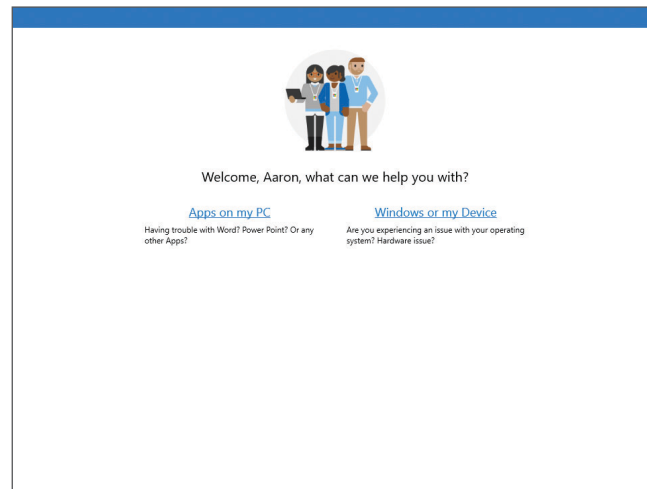 Welcome, Aaron, what can we help you with?
Apps on my PC
Having trouble with Word? Power Point? Or any
other Apps?
Windows or my Device
Are you experiencing an issue with your operating
system? Hardware issue?